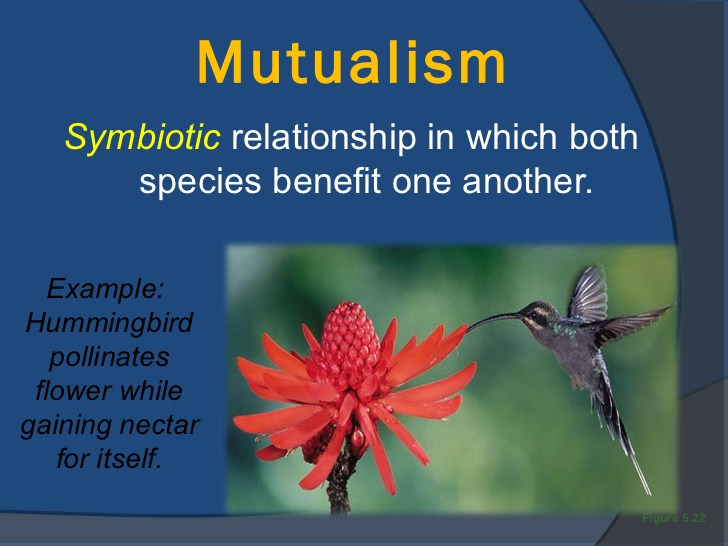 Mutualism
Symbiotic relationship in which both
species benefit one another.
Example:
Hummingbird
pollinates
flower while
gaining nectar
for itself.
Figure 5.22